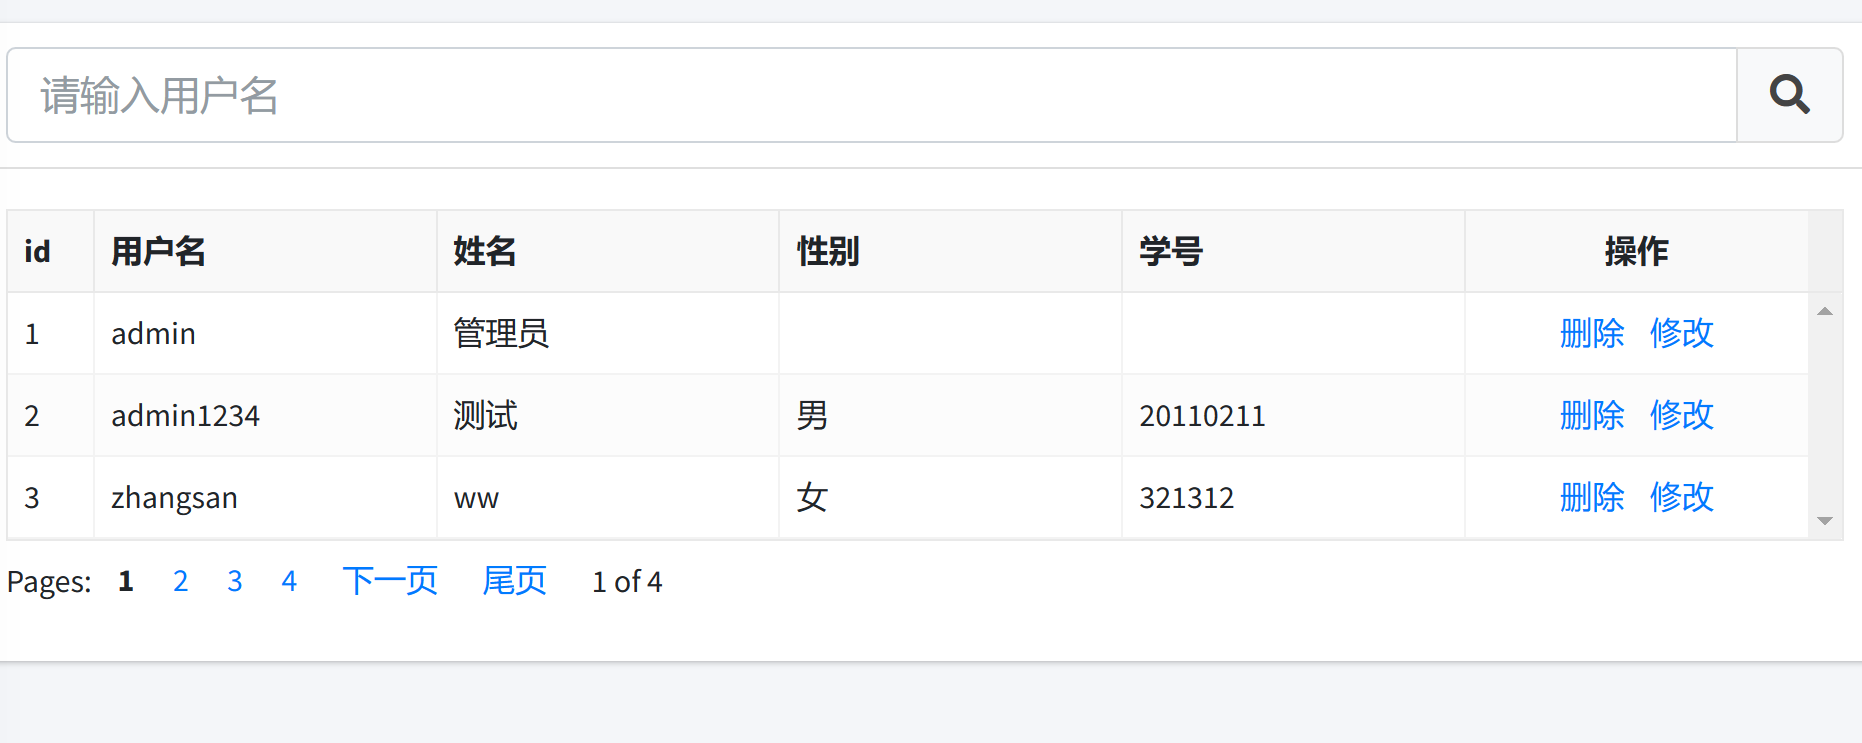 请输入用户名
id 用户名 姓名 性别 学号 操作
1 admin 管理员 删除 修改
2 admin1234 测试 男 20110211 删除 修改
3 zhangsan ww 女 321312 删除 修改
Pages: 1 2 3 4 下一页 尾页 1 of 4